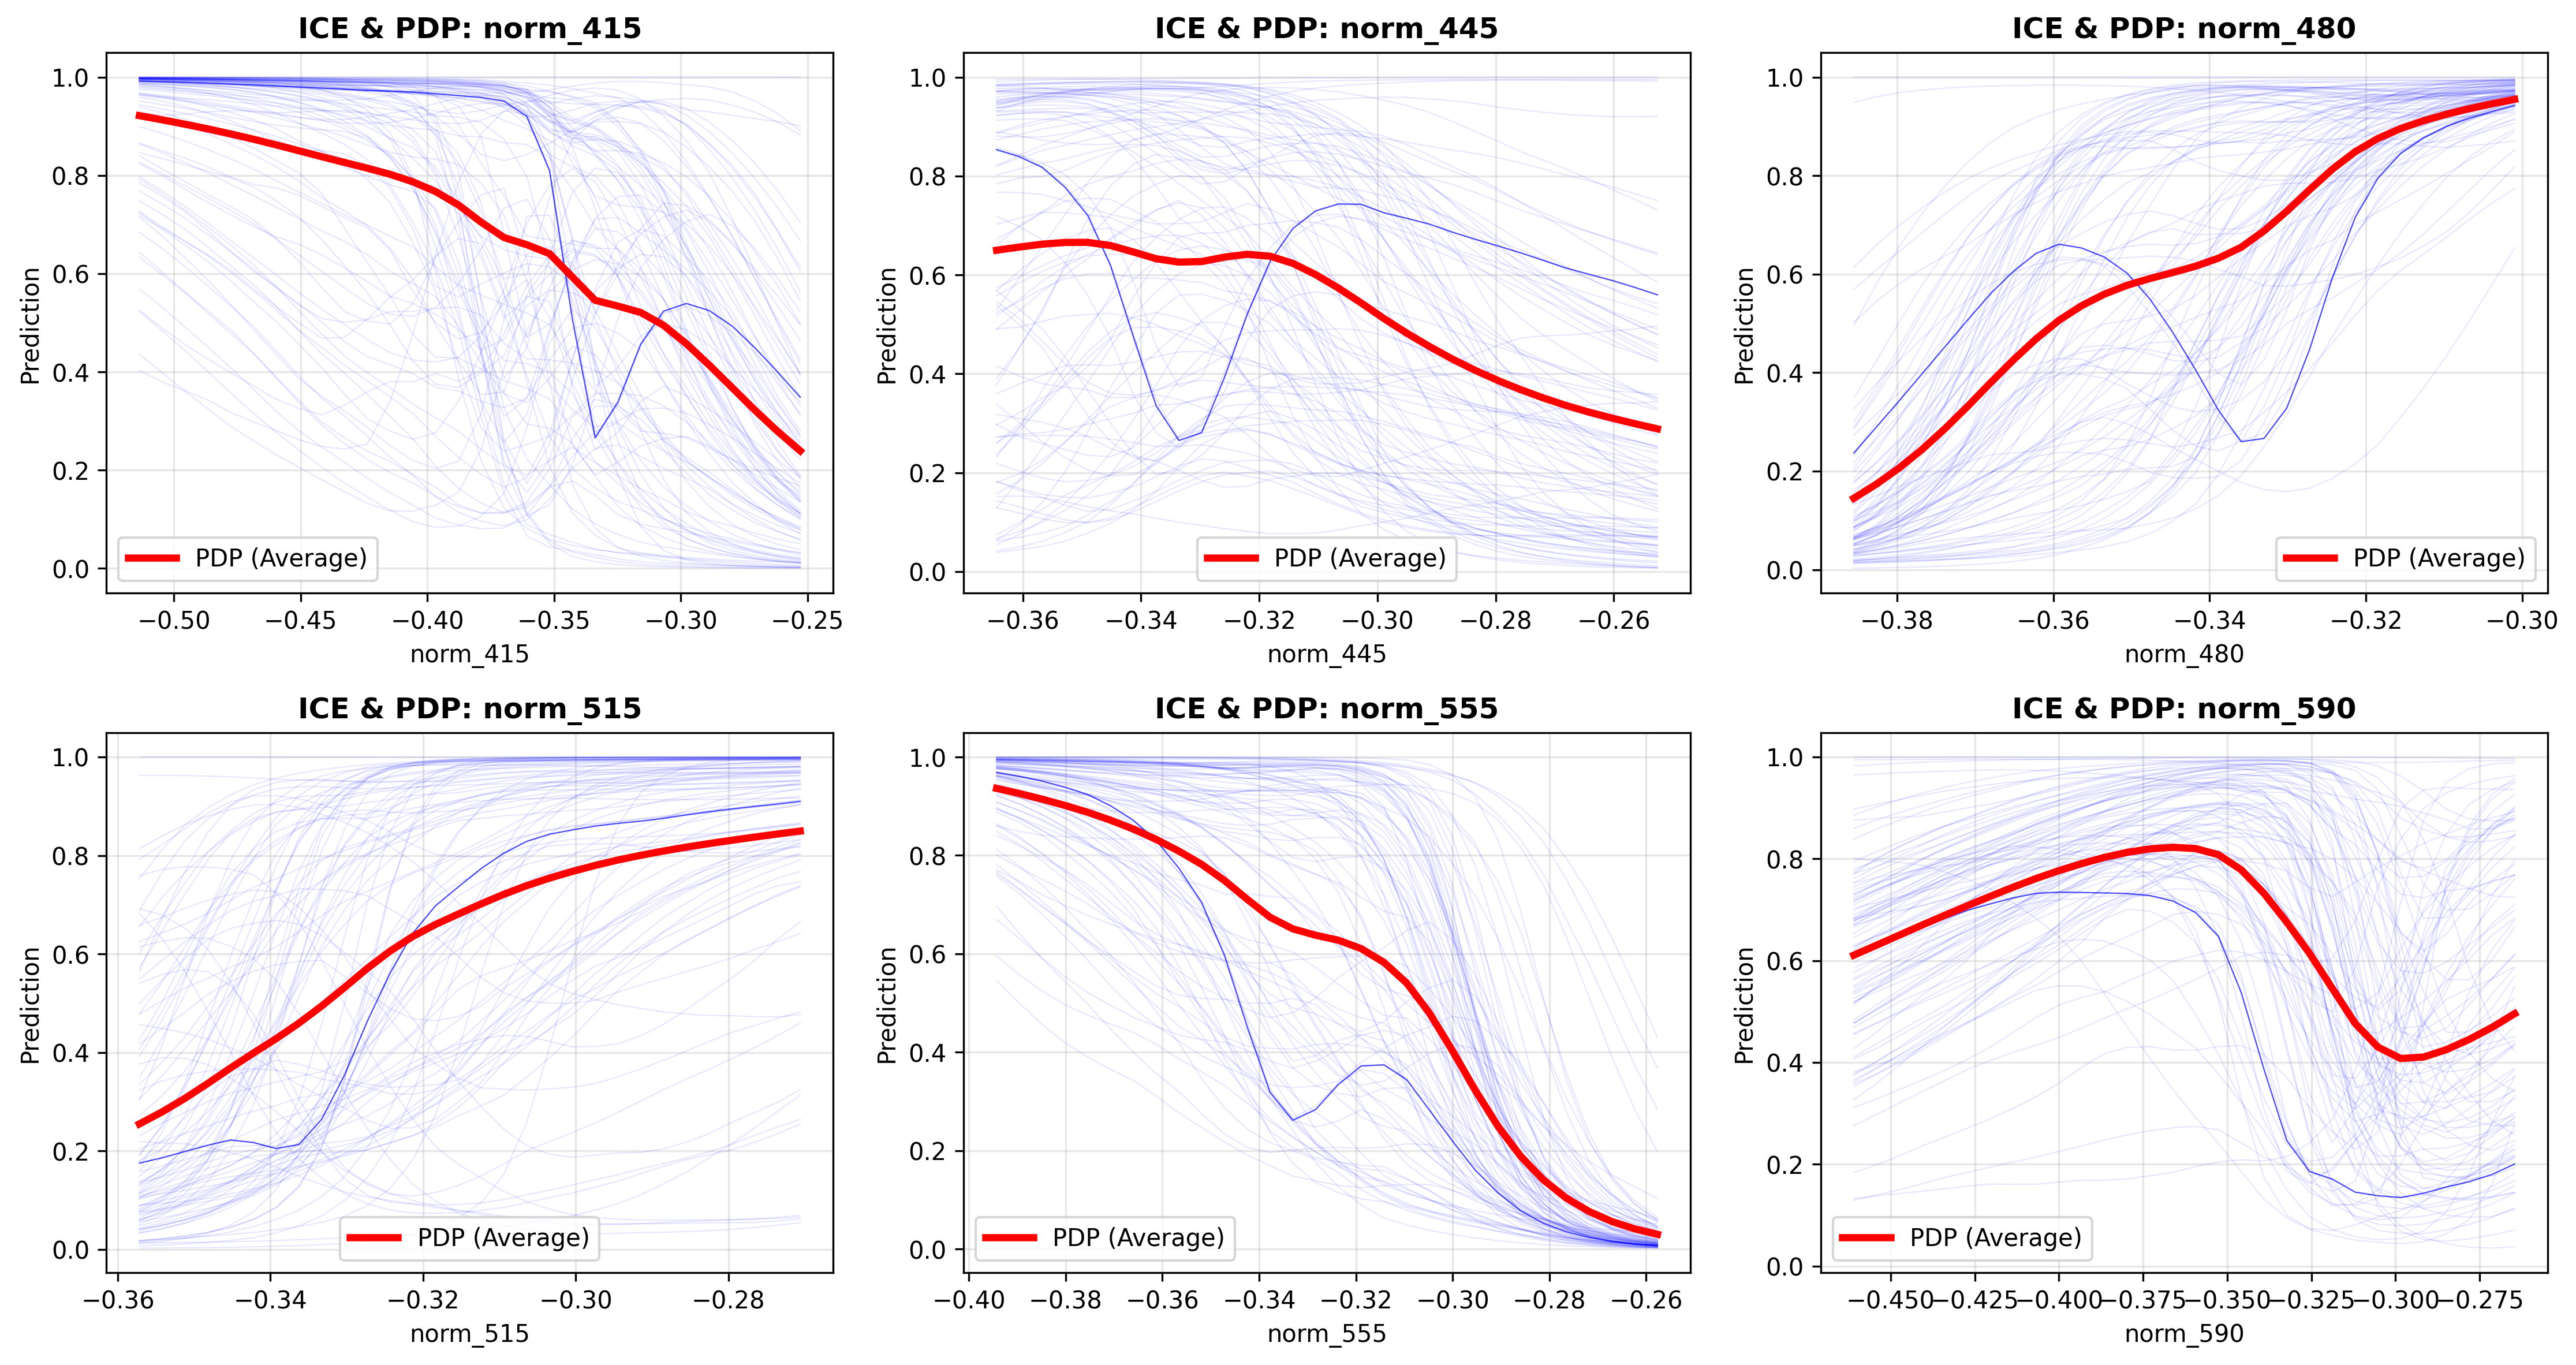 ICE & PDP: norm_415
1.0
0.8
0.6
0.4
0.2
0.0
Prediction
PDP (Average)
−0.50 −0.45 −0.40 −0.35 −0.30 −0.25
norm_415
ICE & PDP: norm_445
1.0
0.8
0.6
0.4
0.2
0.0
Prediction
PDP (Average)
−0.36 −0.34 −0.32 −0.30 −0.28 −0.26
norm_445
ICE & PDP: norm_480
1.0
0.8
0.6
0.4
0.2
0.0
Prediction
PDP (Average)
−0.38 −0.36 −0.34 −0.32 −0.30
norm_480
ICE & PDP: norm_515
1.0
0.8
0.6
0.4
0.2
0.0
Prediction
PDP (Average)
−0.36 −0.34 −0.32 −0.30 −0.28
norm_515
ICE & PDP: norm_555
1.0
0.8
0.6
0.4
0.2
0.0
Prediction
PDP (Average)
−0.40 −0.38 −0.36 −0.34 −0.32 −0.30 −0.28 −0.26
norm_555
ICE & PDP: norm_590
1.0
0.8
0.6
0.4
0.2
0.0
Prediction
PDP (Average)
−0.450 −0.425 −0.400 −0.375 −0.350 −0.325 −0.300 −0.275
norm_590